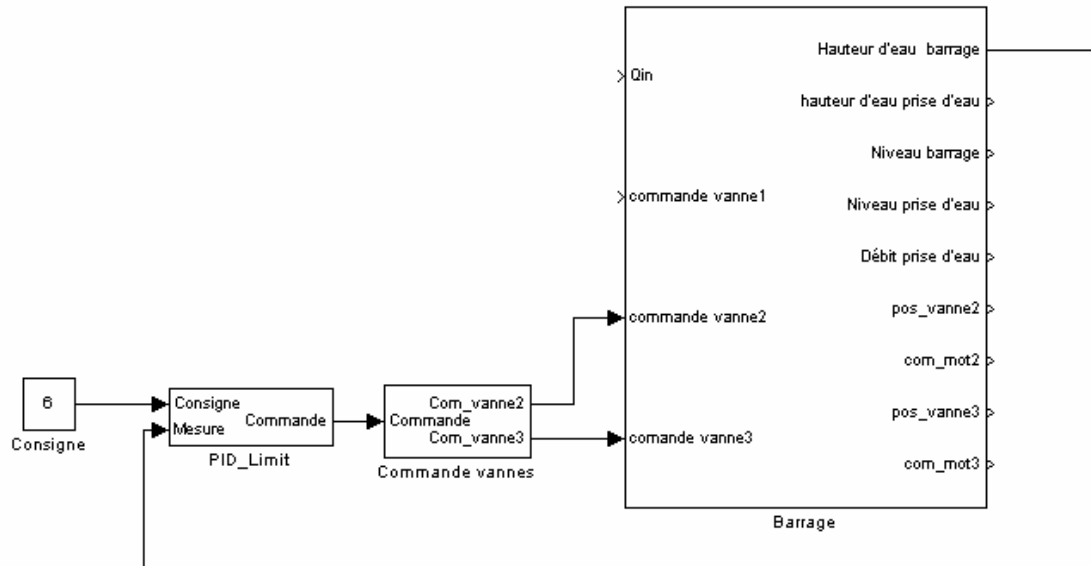 Hauteur d'eau barrage
Qin
hauteur d'eau prise d'eau
Niveau barrage
commande vanne1
Niveau prise d'eau
Débit prise d'eau
commande vanne2
pos_vanne2
com_mot2
6
Consigne
Consigne
Mesure
Commande
PID_Limit
Com_vanne2
Commande
Com_vanne3
Commande vannes
pos_vanne3
comande vanne3
com_mot3
Barrage